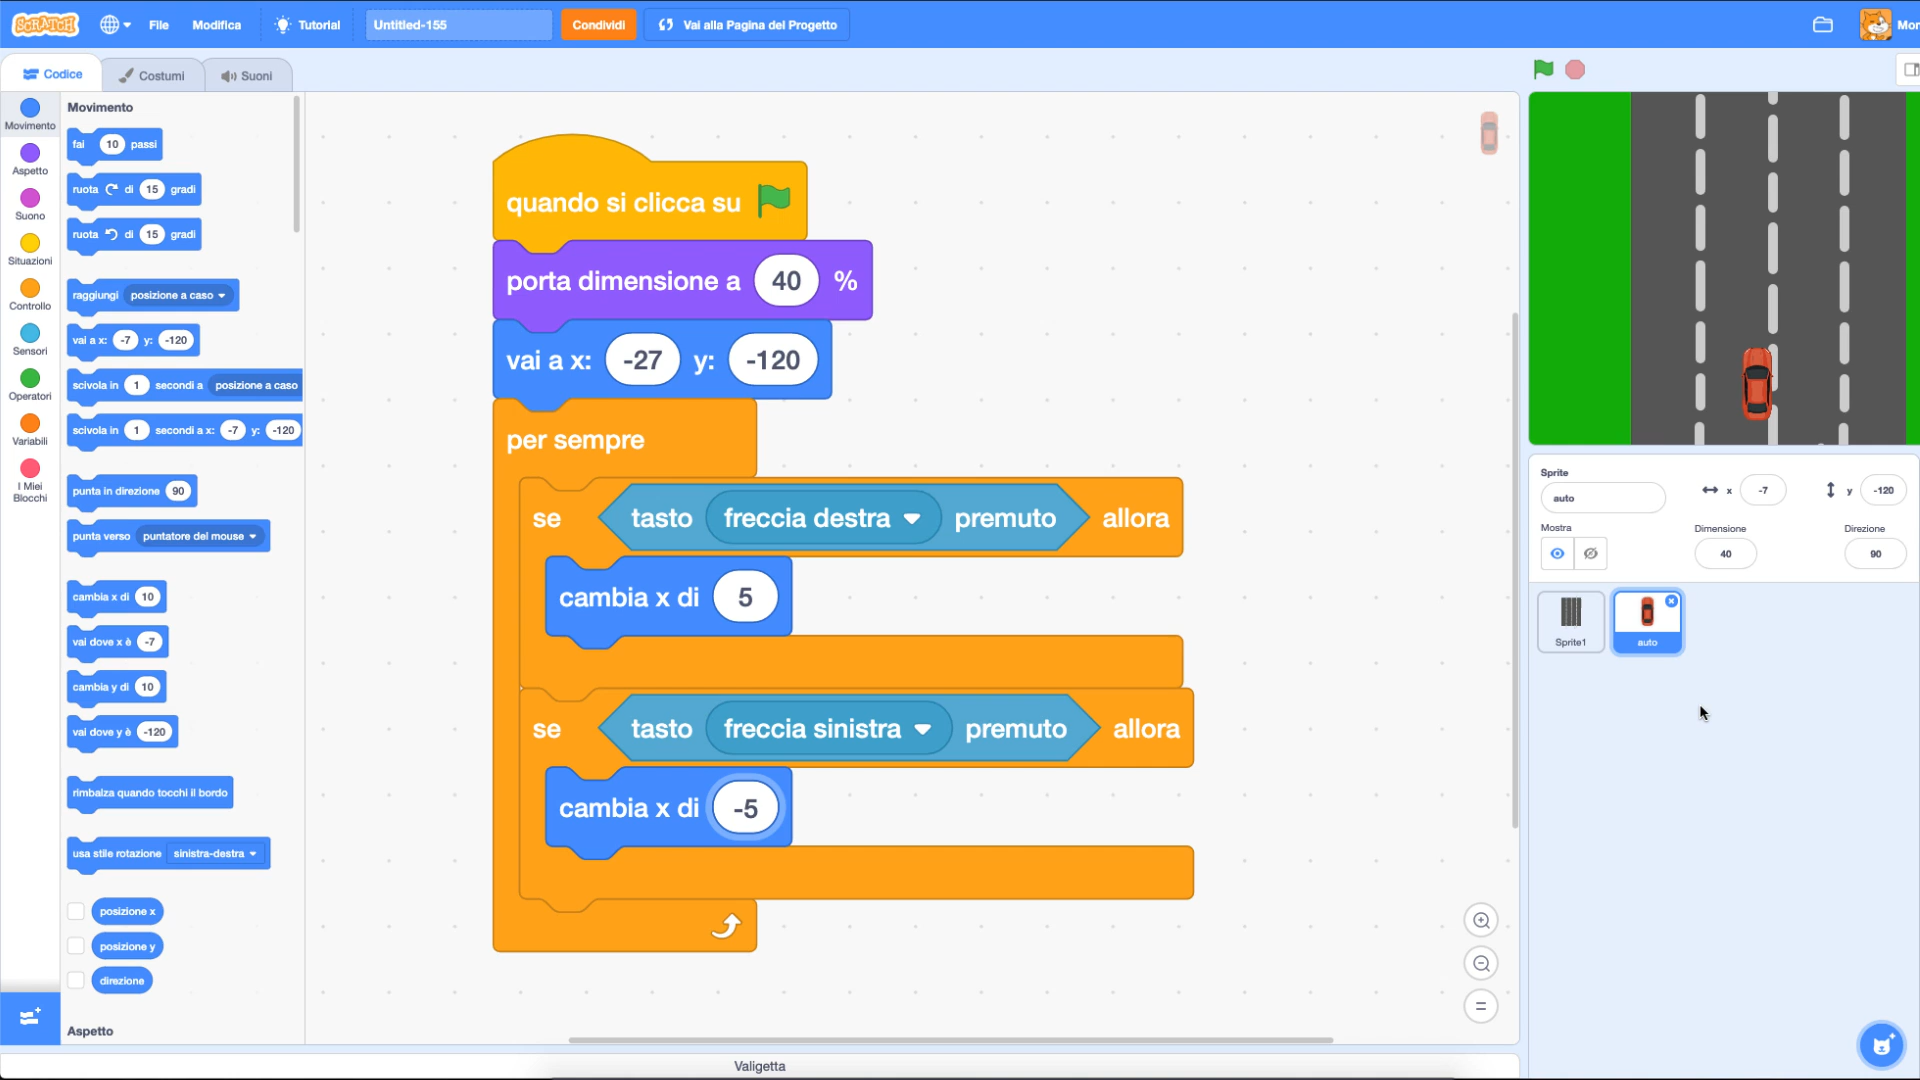 SCRATCH
File
Modifica
Tutorial
Untitled-155
Condividi
Vai alla Pagina del Progetto
Mor
Codice
Costumi
Suoni
Movimento
Aspetto
Suono
Situazioni
Controllo
Sensori
Operatori
Variabili
I Miei
Blocchi
Movimento
fai 10 passi
ruota di 15 gradi
ruota di 15 gradi
raggiungi posizione a caso
vai a x: -7 y: -120
scivola in 1 secondi a posizione a caso
scivola in 1 secondi a x: -7 y: -120
punta in direzione 90
punta verso puntatore del mouse
cambia x di 10
vai dove x è -7
cambia y di 10
vai dove y è -120
rimbalza quando tocchi il bordo
usa stile rotazione sinistra-destra
posizione x
posizione y
direzione
Aspetto
quando si clicca su
porta dimensione a 40 %
vai a x: -27 y: -120
per sempre
se tasto freccia destra premuto allora
cambia x di 5
se tasto freccia sinistra premuto allora
cambia x di -5
Valigetta
Sprite
auto
x -7 y -120
Mostra
Dimensione
Direzione
40
90
Sprite1
auto